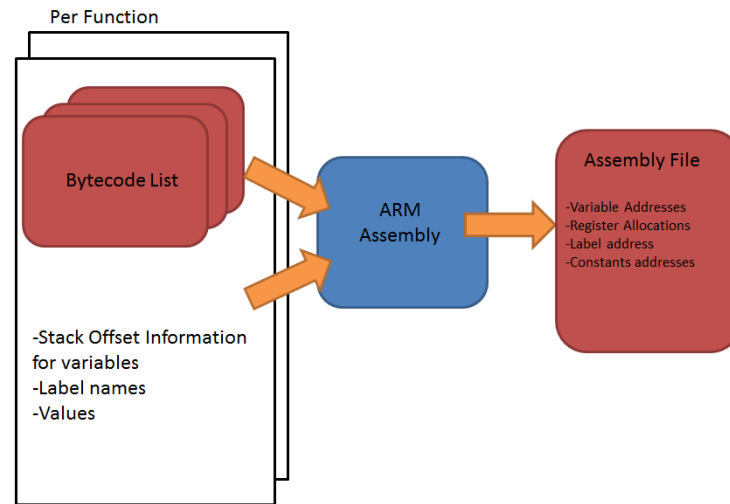 Per Function
Bytecode List
-Stack Offset Information
for variables
-Label names
-Values
ARM
Assembly
Assembly File
-Variable Addresses
-Register Allocations
-Label address
-Constants addresses